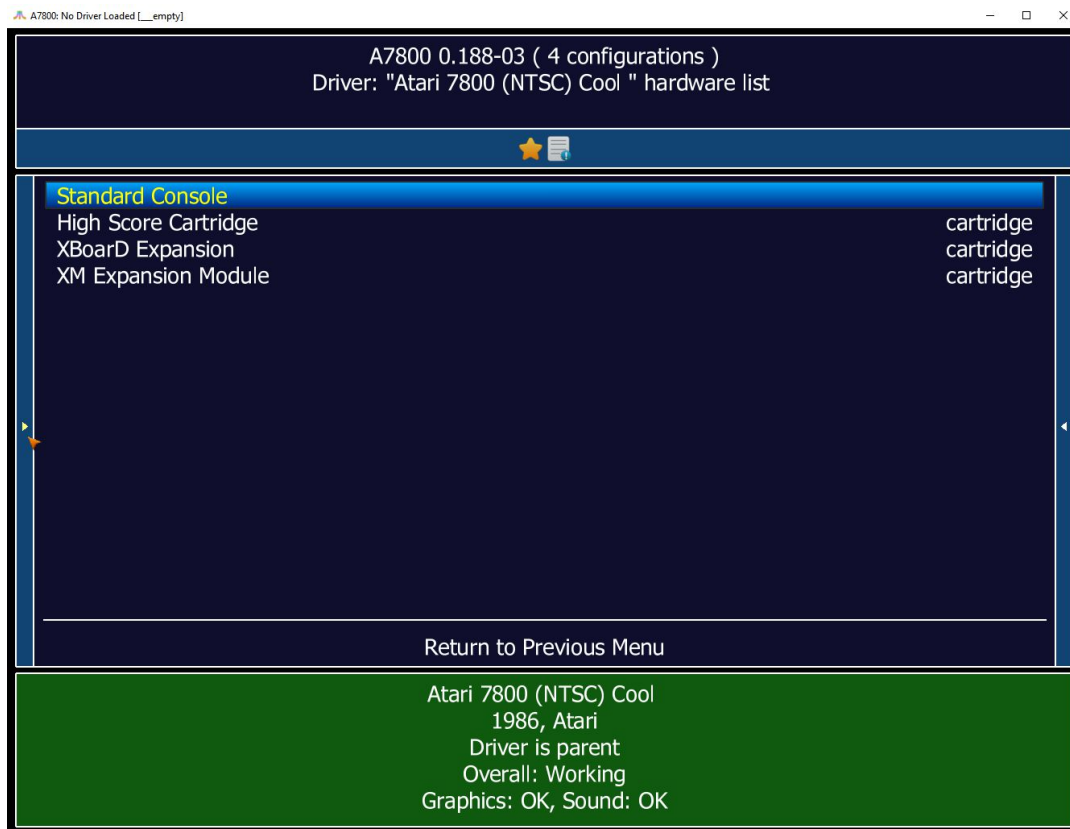 A7800: No Driver Loaded [__empty]
A7800 0.188-03 ( 4 configurations )
Driver: "Atari 7800 (NTSC) Cool " hardware list
Standard Console
High Score Cartridge cartridge
XBoarD Expansion cartridge
XM Expansion Module cartridge
Return to Previous Menu
Atari 7800 (NTSC) Cool
1986, Atari
Driver is parent
Overall: Working
Graphics: OK, Sound: OK